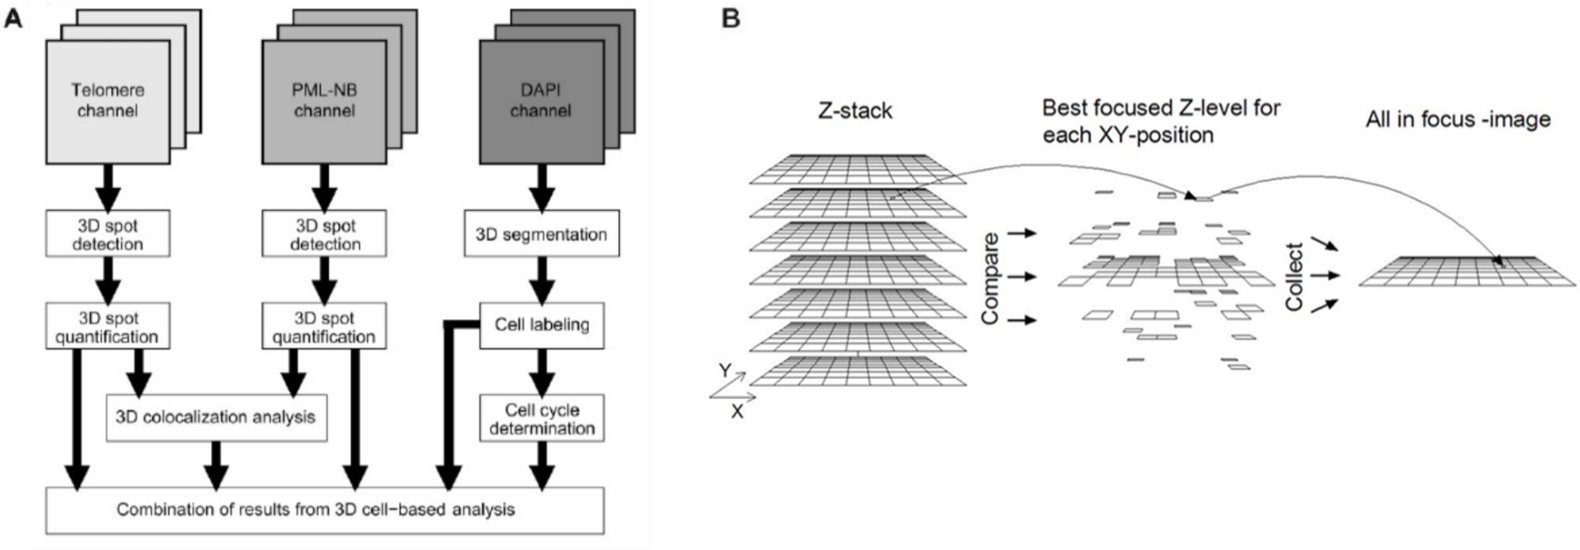 A
Telomere
channel
PML-NB
channel
DAPI
channel
3D spot
detection
3D spot
detection
3D segmentation
3D spot
quantification
3D spot
quantification
Cell labeling
3D colocalization analysis
Cell cycle
determination
Combination of results from 3D cell−based analysis
B
Z-stack
Best focused Z-level for
each XY-position
All in focus -image
Compare
Collect
Y
X